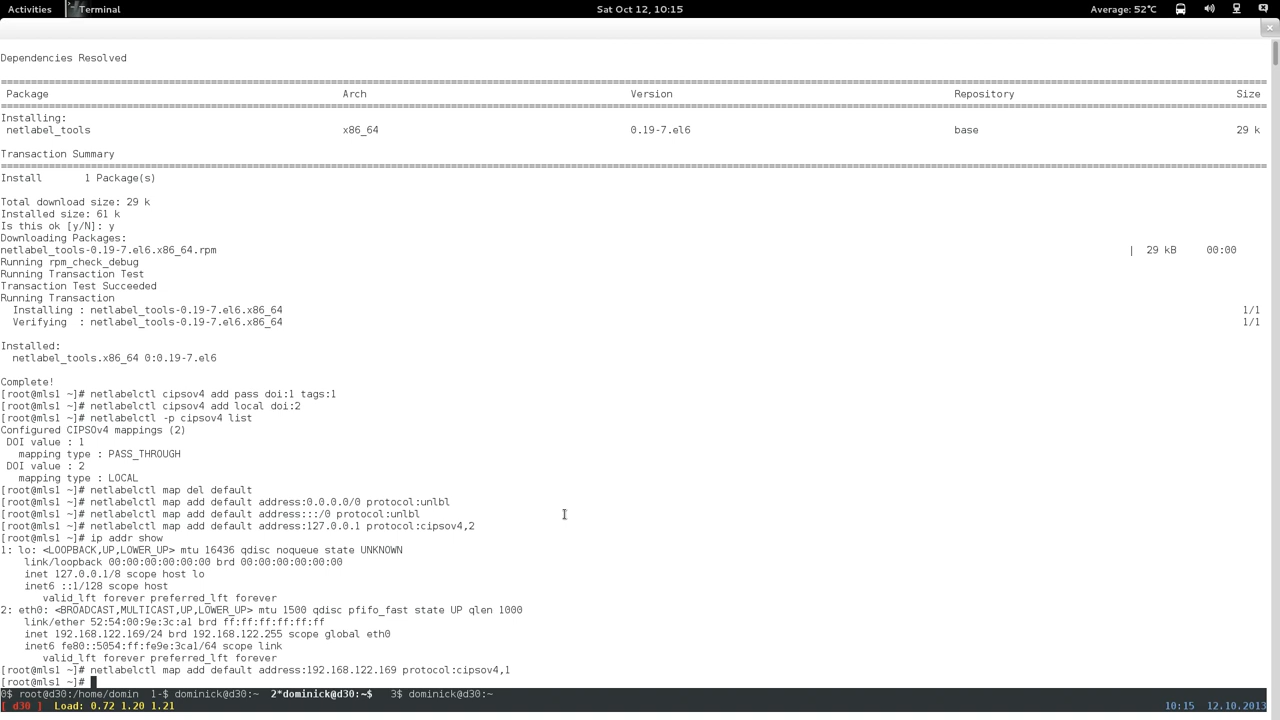 Activities Terminal Sat Oct 12, 10:15 Average: 52°C
Dependencies Resolved
================================================================================
Package Arch Version Repository Size
================================================================================
Installing:
netlabel_tools x86_64 0.19-7.el6 base 29 k
Transaction Summary
================================================================================
Install 1 Package(s)
Total download size: 29 k
Installed size: 61 k
Is this ok [y/N]: y
Downloading Packages:
netlabel_tools-0.19-7.el6.x86_64.rpm | 29 kB 00:00
Running rpm_check_debug
Running Transaction Test
Transaction Test Succeeded
Running Transaction
Installing : netlabel_tools-0.19-7.el6.x86_64 1/1
Verifying : netlabel_tools-0.19-7.el6.x86_64 1/1
Installed:
netlabel_tools.x86_64 0:0.19-7.el6
Complete!
[root@mls1 ~]# netlabelctl cipsov4 add pass doi:1 tags:1
[root@mls1 ~]# netlabelctl cipsov4 add local doi:2
[root@mls1 ~]# netlabelctl -p cipsov4 list
Configured CIPSOv4 mappings (2)
DOI value : 1
mapping type : PASS_THROUGH
DOI value : 2
mapping type : LOCAL
[root@mls1 ~]# netlabelctl map del default
[root@mls1 ~]# netlabelctl map add default address:0.0.0.0/0 protocol:unlbl
[root@mls1 ~]# netlabelctl map add default address:::/0 protocol:unlbl
[root@mls1 ~]# netlabelctl map add default address:127.0.0.1 protocol:cipsov4,2
[root@mls1 ~]# ip addr show
1: lo: <LOOPBACK,UP,LOWER_UP> mtu 16436 qdisc noqueue state UNKNOWN
link/loopback 00:00:00:00:00:00 brd 00:00:00:00:00:00
inet 127.0.0.1/8 scope host lo
inet6 ::1/128 scope host
valid_lft forever preferred_lft forever
2: eth0: <BROADCAST,MULTICAST,UP,LOWER_UP> mtu 1500 qdisc pfifo_fast state UP qlen 1000
link/ether 52:54:00:9e:3c:a1 brd ff:ff:ff:ff:ff:ff
inet 192.168.122.169/24 brd 192.168.122.255 scope global eth0
inet6 fe80::5054:ff:fe9e:3ca1/64 scope link
valid_lft forever preferred_lft forever
[root@mls1 ~]# netlabelctl map add default address:192.168.122.169 protocol:cipsov4,1
[root@mls1 ~]#
0$ root@d30:/home/domin 1-$ dominick@d30:~ 2*dominick@d30:~$ 3$ dominick@d30:~
[ d30 ] Load: 0.72 1.20 1.21 10:15 12.10.2013